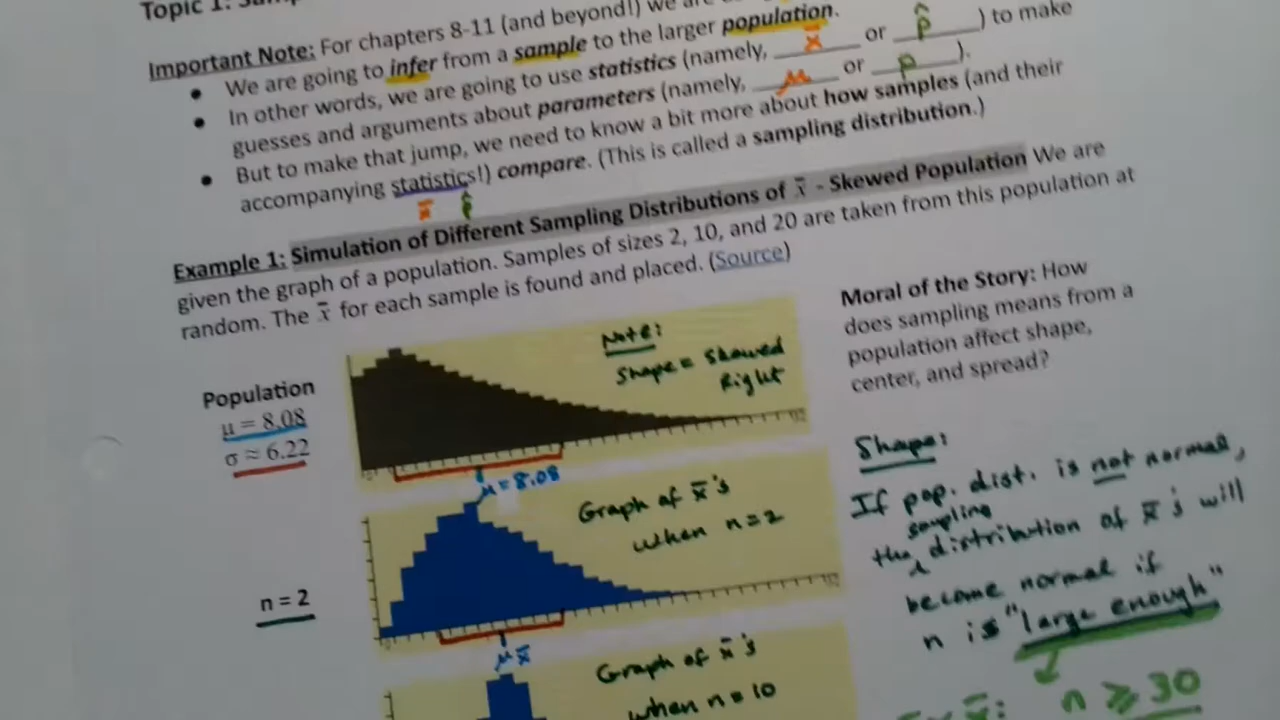 Topic 1:
Important Note: For chapters 8-11 (and beyond!) we are
• We are going to infer from a sample to the larger population.
• In other words, we are going to use statistics (namely, x̄ or p̂ ) to make
guesses and arguments about parameters (namely, μ or p ).
• But to make that jump, we need to know a bit more about how samples (and their
accompanying statistics!) compare. (This is called a sampling distribution.)
x̄ p̂
Example 1: Simulation of Different Sampling Distributions of x̄ - Skewed Population We are
given the graph of a population. Samples of sizes 2, 10, and 20 are taken from this population at
random. The x̄ for each sample is found and placed. (Source)
Population
μ = 8.08
σ ≈ 6.22
Note:
Shape = Skewed
Right
μ = 8.08
Graph of x̄'s
when n=2
n = 2
μx̄
Graph of x̄'s
when n=10
Moral of the Story: How
does sampling means from a
population affect shape,
center, and spread?
Shape:
If pop. dist. is not normal,
sampling
the distribution of x̄'s will
become normal if
n is "large enough"
x̄: n ≥ 30